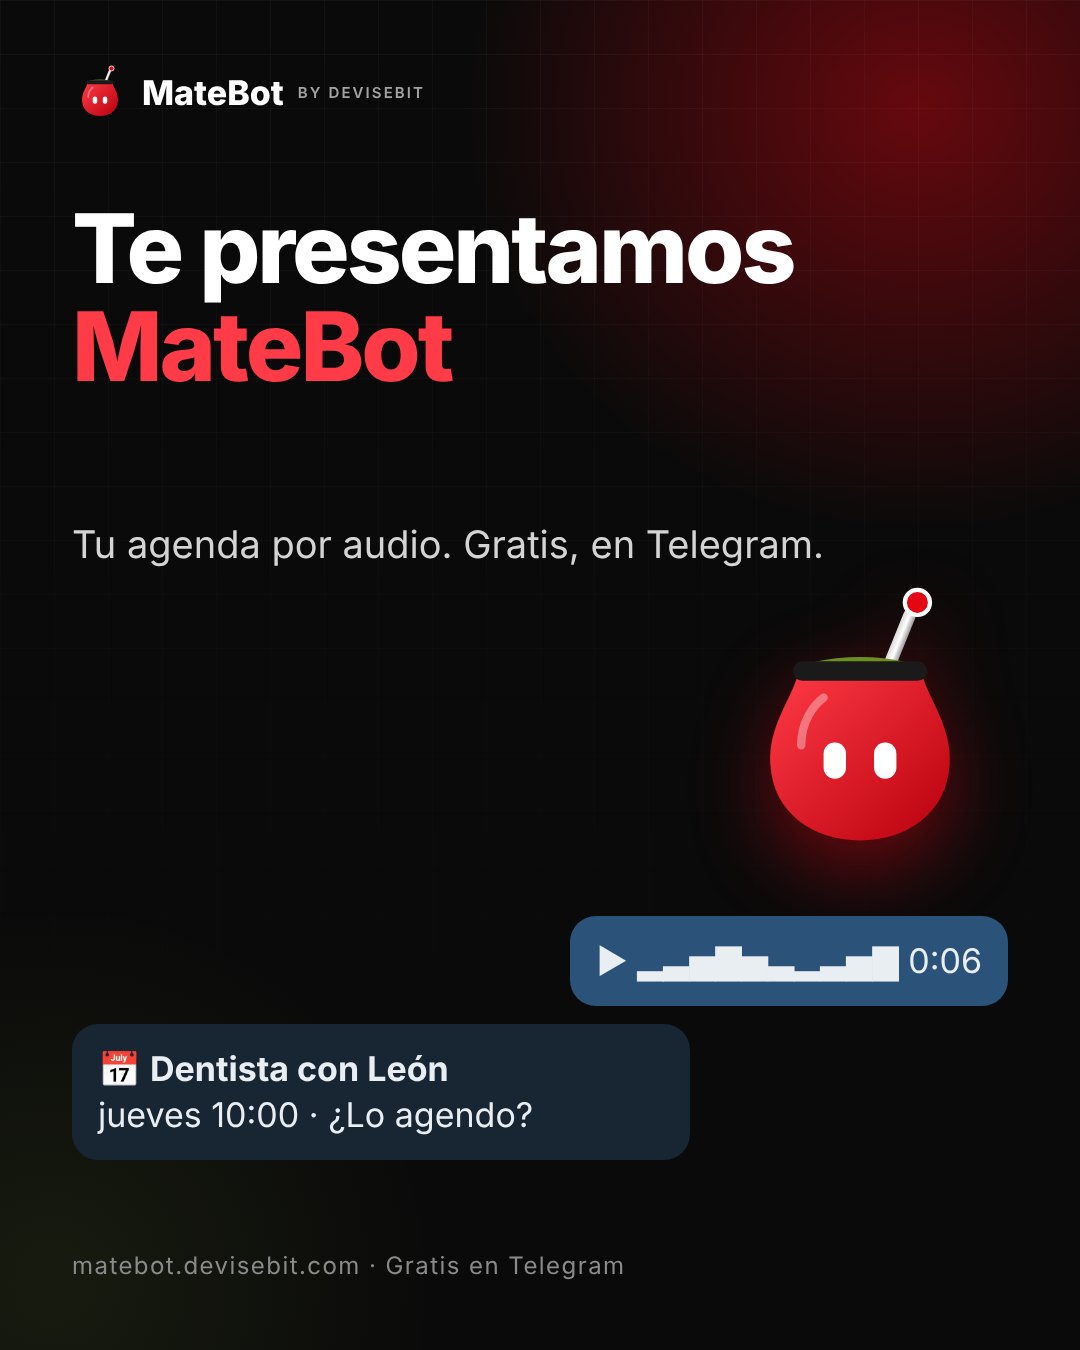 MateBot BY DEVISEBIT
Te presentamos
MateBot
Tu agenda por audio. Gratis, en Telegram.
▶ ▁▂▃▄▃▂▁▂▃▄ 0:06
📅 Dentista con León
jueves 10:00 · ¿Lo agendo?
matebot.devisebit.com · Gratis en Telegram